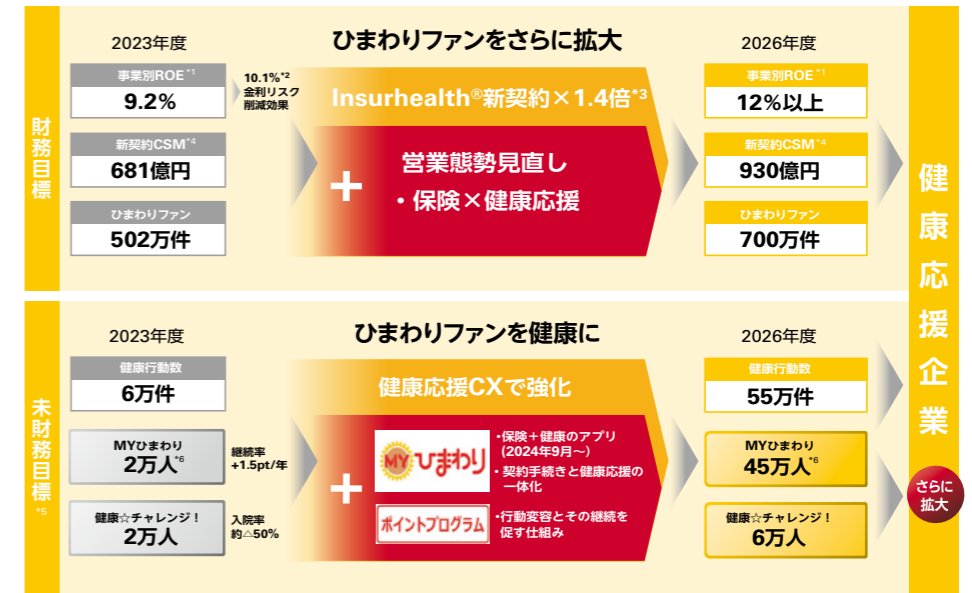 財務目標
2023年度
事業別ROE*1
9.2%
10.1%*2
金利リスク
削減効果
新契約CSM*4
681億円
ひまわりファン
502万件
ひまわりファンをさらに拡大
Insurhealth®新契約×1.4倍*3
+
営業態勢見直し
・保険×健康応援
2026年度
事業別ROE*1
12%以上
新契約CSM*4
930億円
ひまわりファン
700万件
未財務目標
*5
2023年度
健康行動数
6万件
MYひまわり
2万人*6
継続率
+1.5pt/年
健康☆チャレンジ!
2万人
入院率
約△50%
ひまわりファンを健康に
健康応援CXで強化
+
MYひまわり
・保険+健康のアプリ
(2024年9月~)
・契約手続きと健康応援の
一体化
ポイントプログラム
・行動変容とその継続を
促す仕組み
2026年度
健康行動数
55万件
MYひまわり
45万人*6
健康☆チャレンジ!
6万人
健康応援企業
さらに
拡大